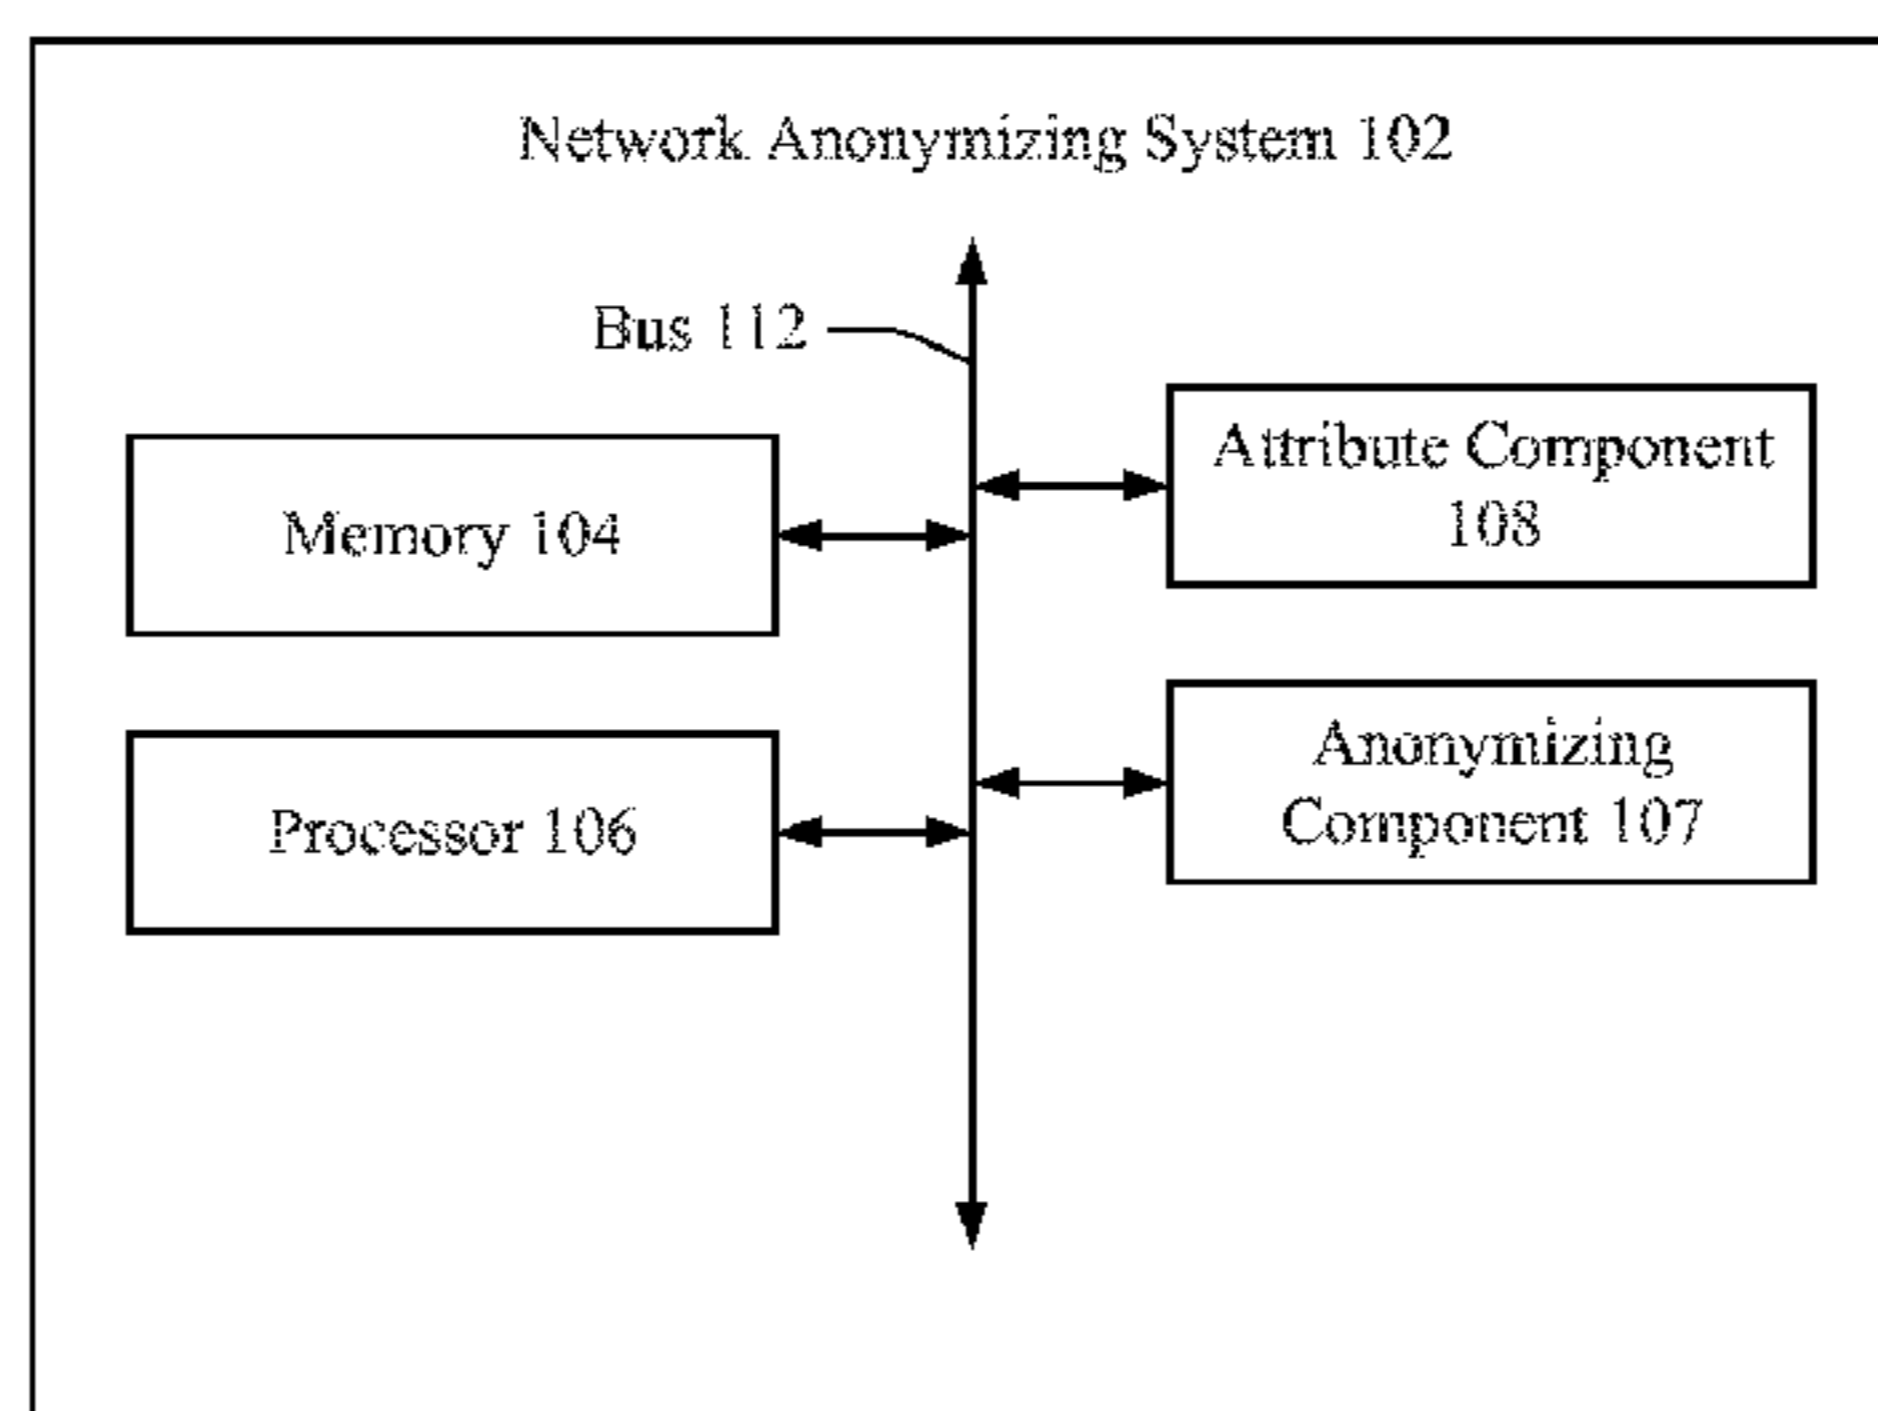 Network Anonymizing System 102
Bus 112
Attribute Component
108
Memory 104
Anonymizing
Component 107
Processor 106